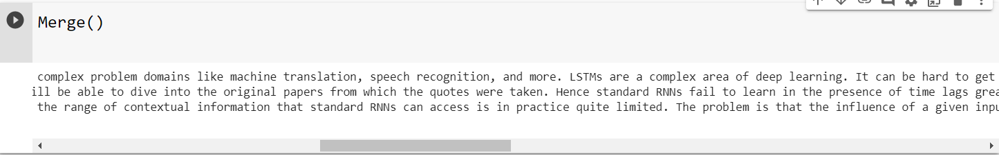 Merge()
complex problem domains like machine translation, speech recognition, and more. LSTMs are a complex area of deep learning. It can be hard to get
ill be able to dive into the original papers from which the quotes were taken. Hence standard RNNs fail to learn in the presence of time lags grea
the range of contextual information that standard RNNs can access is in practice quite limited. The problem is that the influence of a given inpu